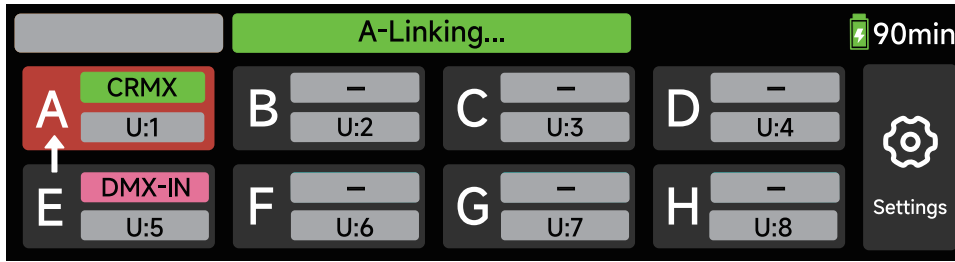 A-Linking...
90min
A CRMX U:1
B – U:2
C – U:3
D – U:4
E DMX-IN U:5
F – U:6
G – U:7
H – U:8
Settings